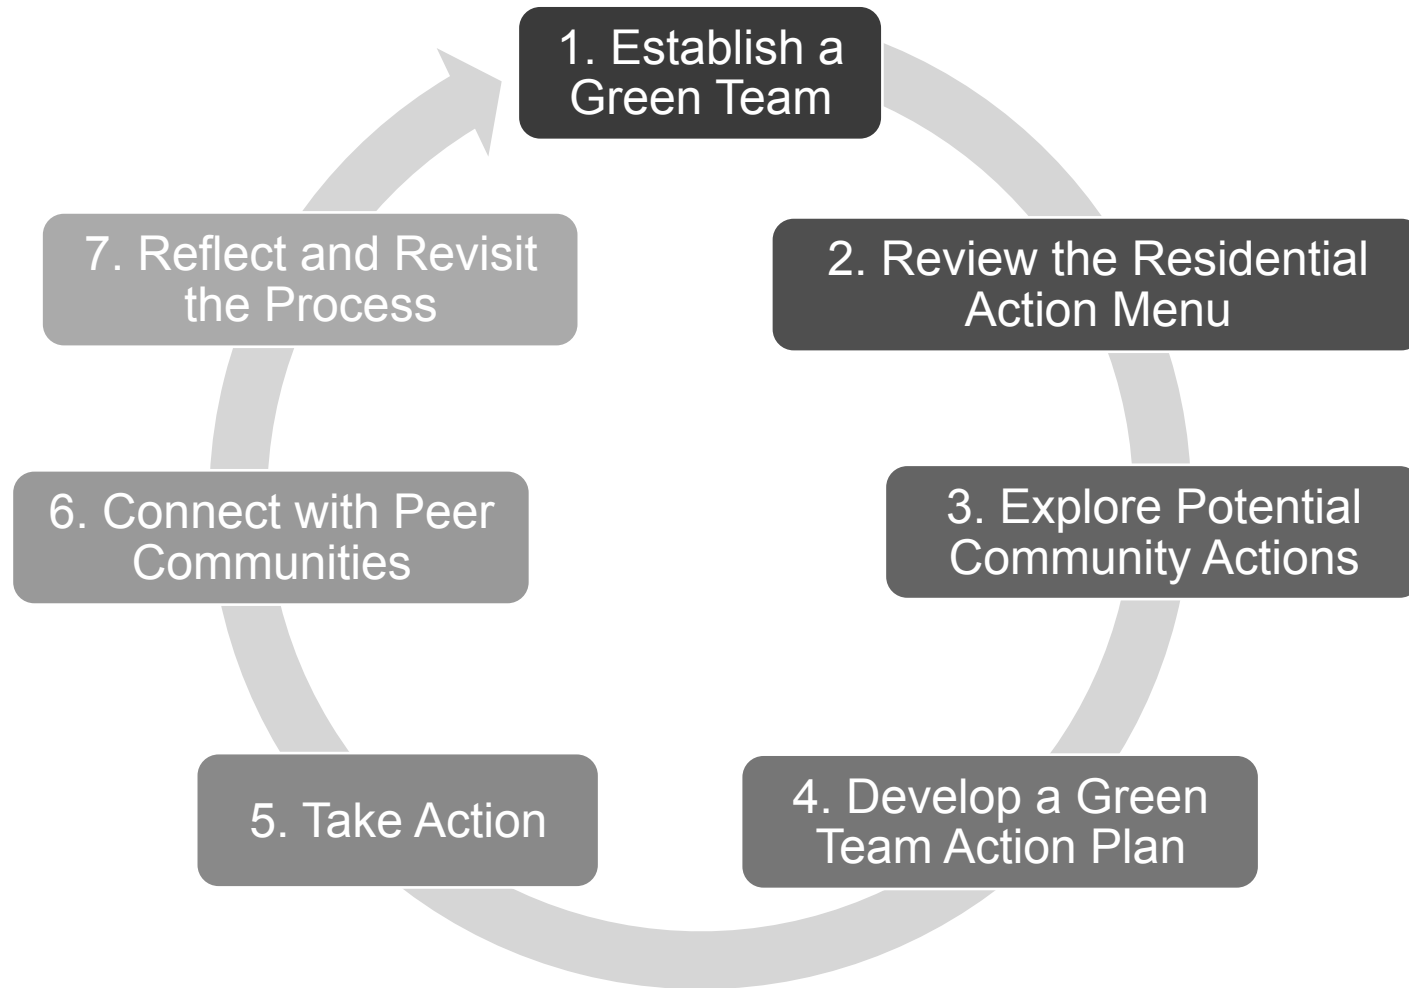 1. Establish a
Green Team
2. Review the Residential
Action Menu
3. Explore Potential
Community Actions
4. Develop a Green
Team Action Plan
5. Take Action
6. Connect with Peer
Communities
7. Reflect and Revisit
the Process